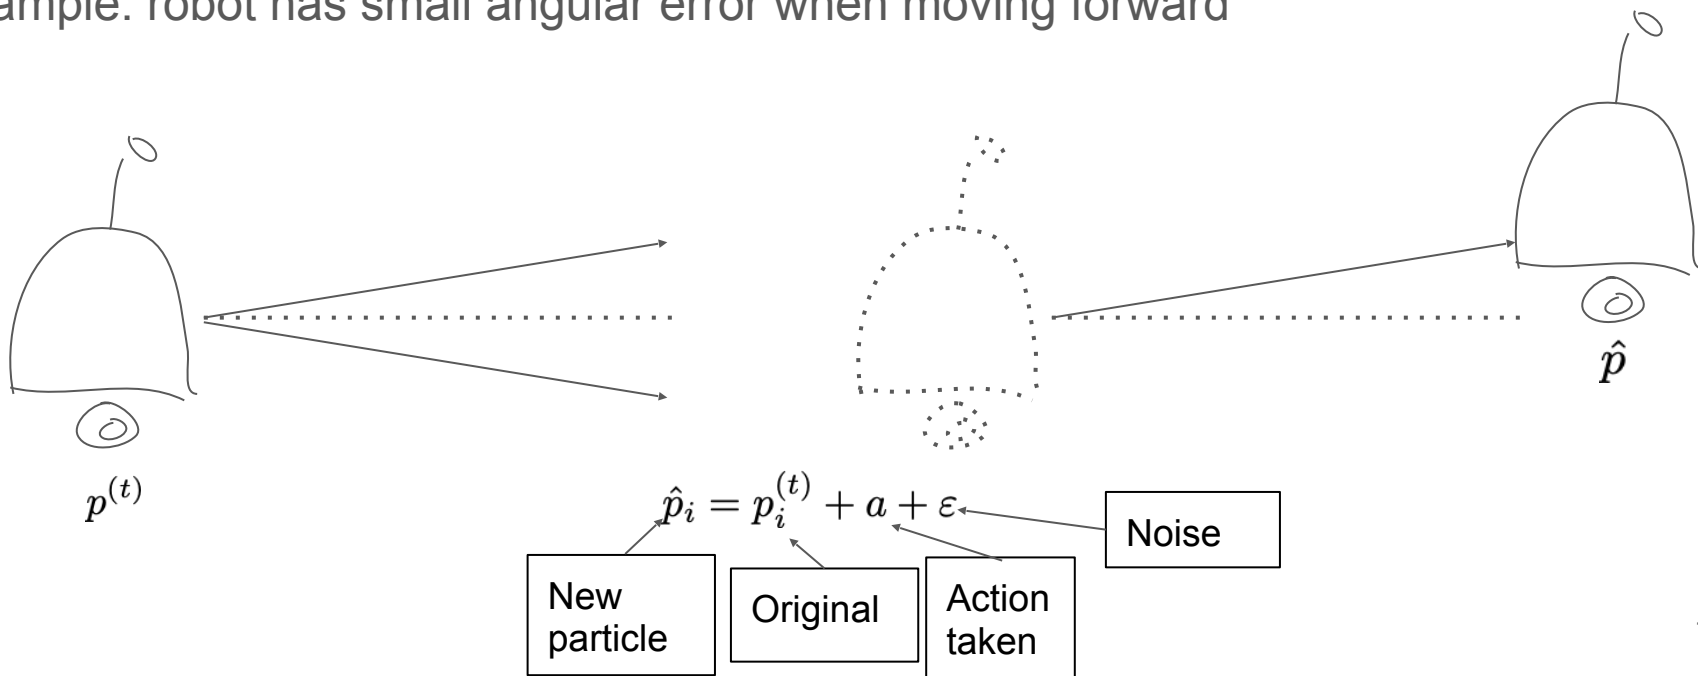 ample: robot has small angular error when moving forward
p̂
p^{(t)}
p̂_i = p_i^{(t)} + a + ε
Noise
New
particle
Original
Action
taken